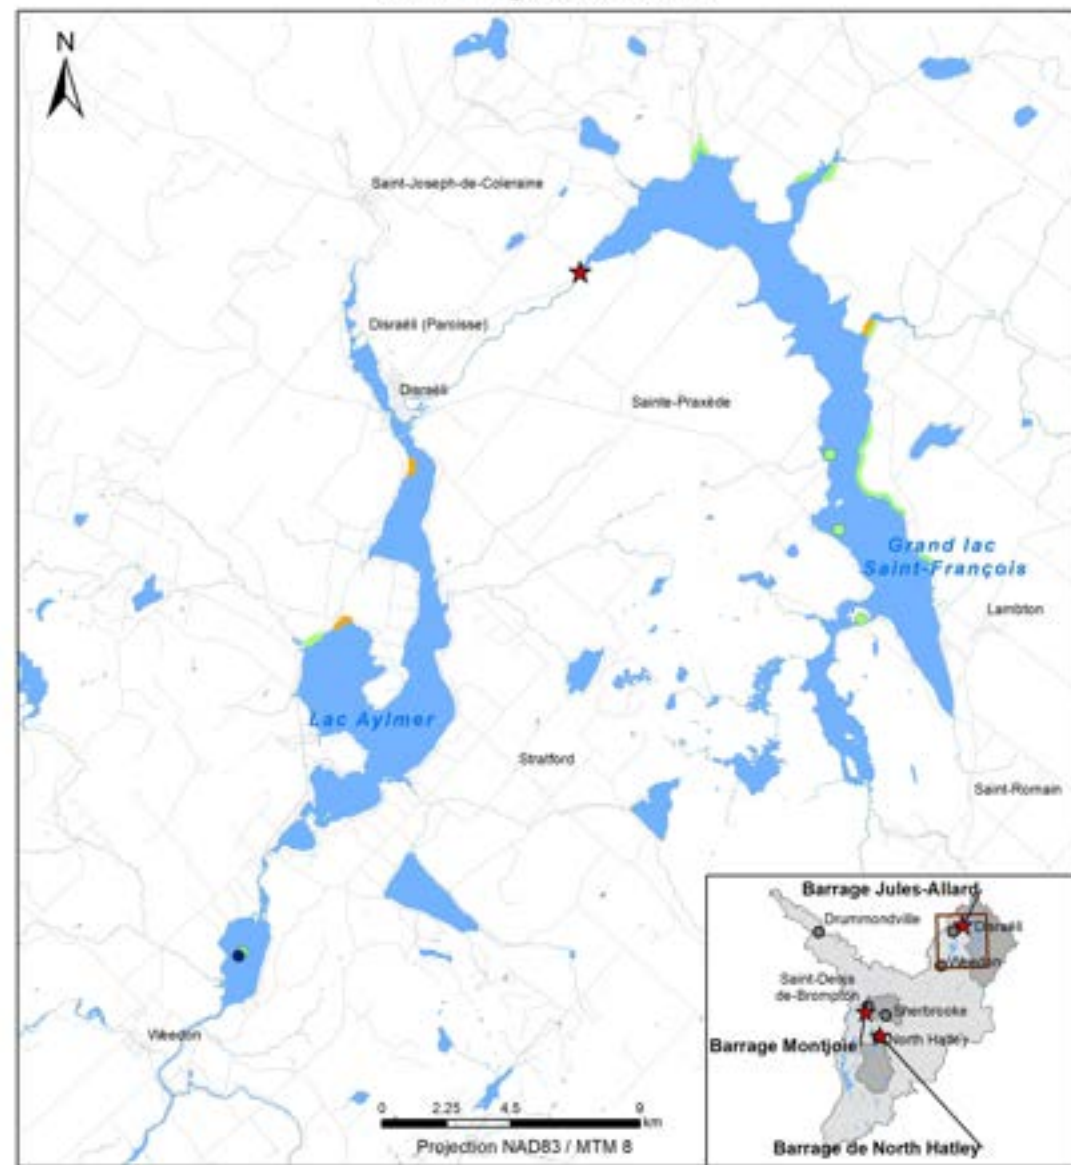 N
Saint-Joseph-de-Coleraine
Disraëli (Paroisse)
Disraëli
Sainte-Praxède
Grand lac
Saint-François
Lambton
Lac Aylmer
Stratford
Saint-Romain
Weedon
0 2.25 4.5 9
km
Projection NAD83 / MTM 8
Barrage Jules-Allard
Drummondville
Disraëli
Weedon
Saint-Denis
de-Brompton
Sherbrooke
North Hatley
Barrage Montjoie
Barrage de North Hatley